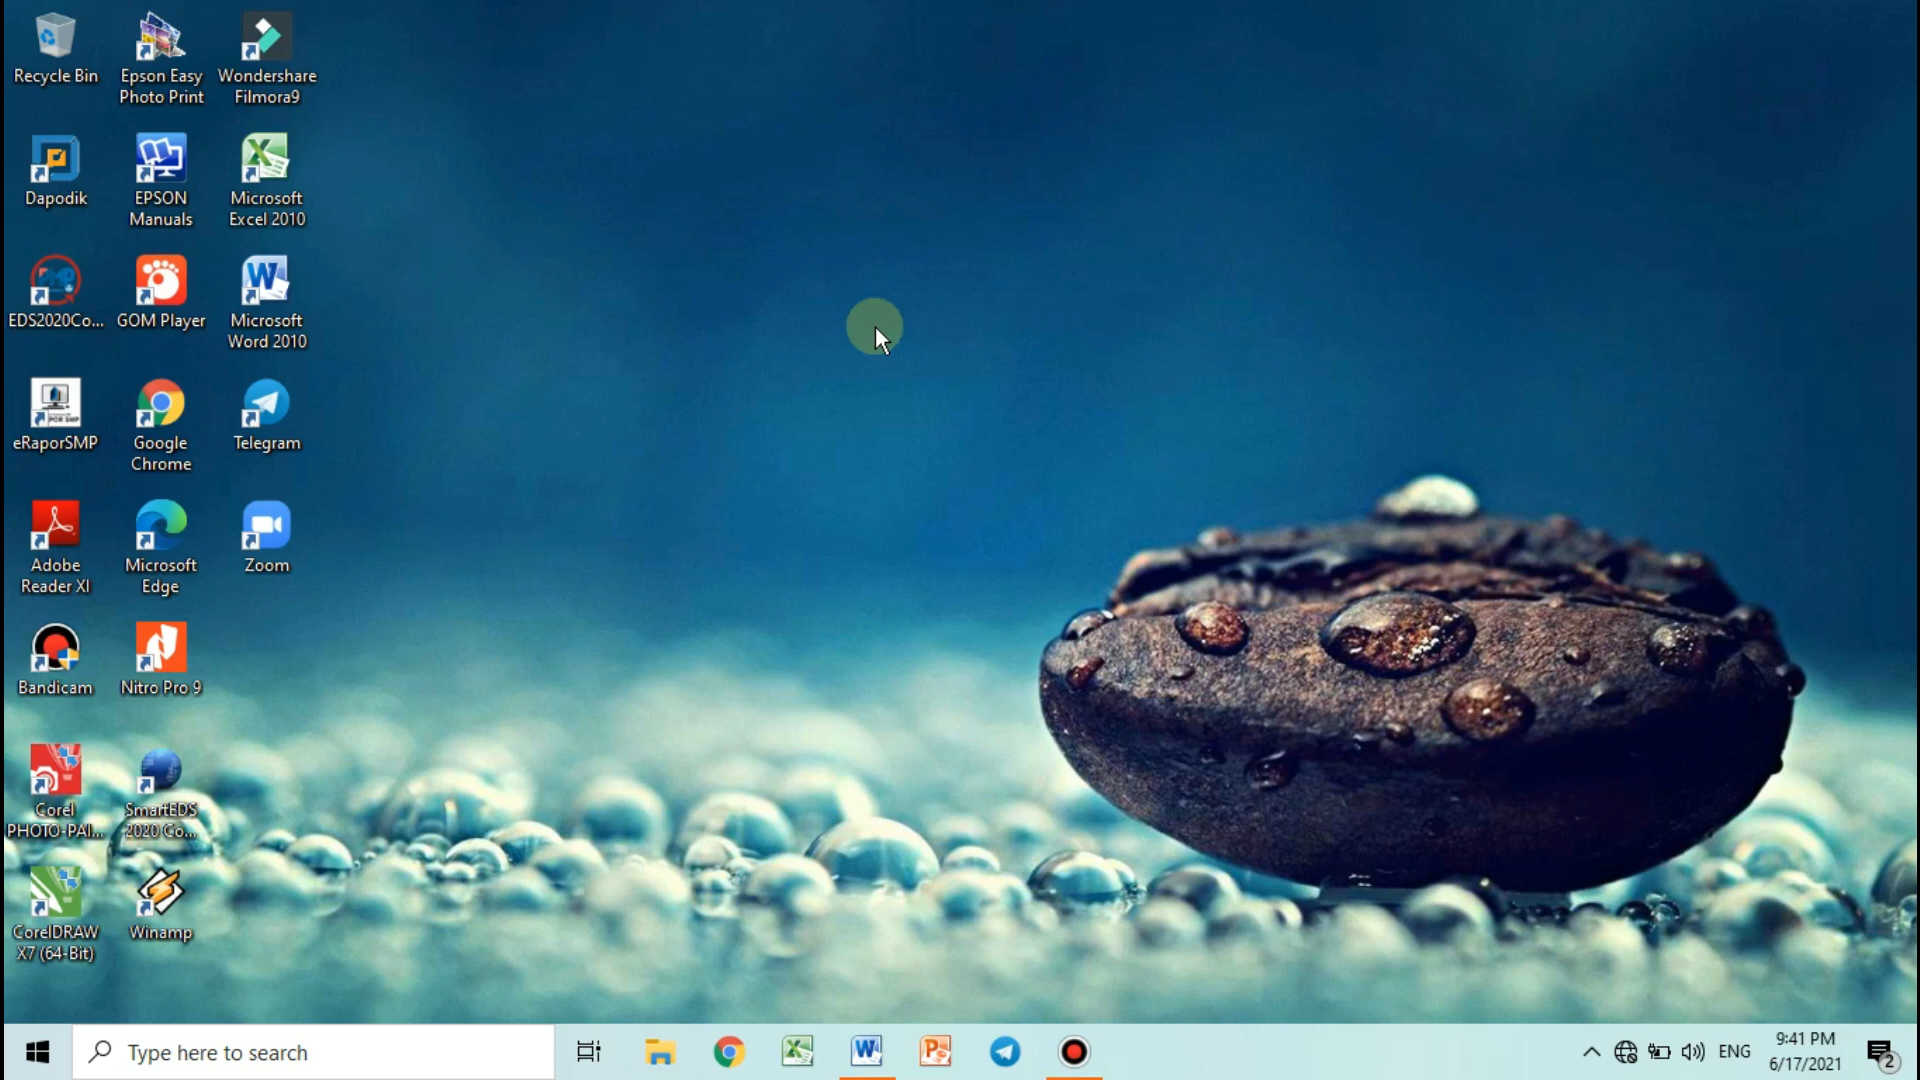 Recycle Bin
Epson Easy
Photo Print
Wondershare
Filmora9
Dapodik
EPSON
Manuals
Microsoft
Excel 2010
EDS2020Co...
GOM Player
Microsoft
Word 2010
eRaporSMP
Google
Chrome
Telegram
Adobe
Reader XI
Microsoft
Edge
Zoom
Bandicam
Nitro Pro 9
Corel
PHOTO-PAI...
SmartEDS
2020 Co...
CorelDRAW
X7 (64-Bit)
Winamp
Type here to search
ENG
9:41 PM
6/17/2021
2